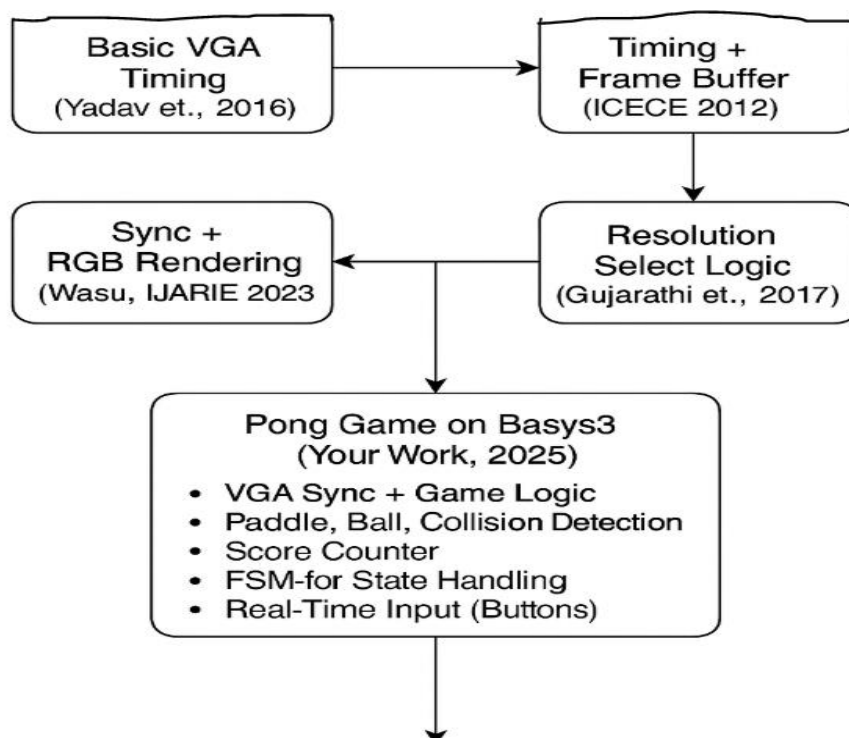 Basic VGA
Timing
(Yadav et., 2016)
Timing +
Frame Buffer
(ICECE 2012)
Sync +
RGB Rendering
(Wasu, IJARIE 2023
Resolution
Select Logic
(Gujarathi et., 2017)
Pong Game on Basys3
(Your Work, 2025)
• VGA Sync + Game Logic
• Paddle, Ball, Collision Detection
• Score Counter
• FSM-for State Handling
• Real-Time Input (Buttons)